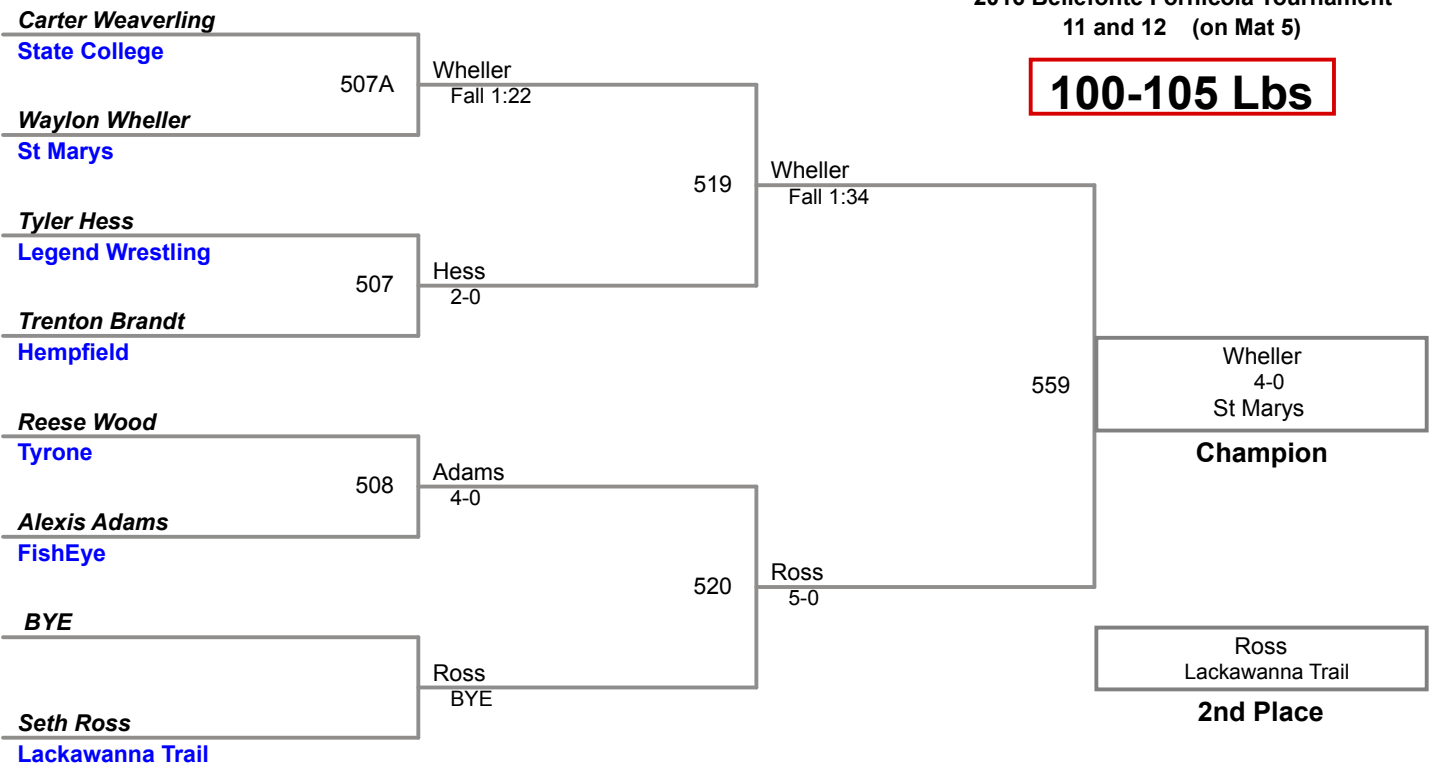 11 and 12 (on Mat 5)
100-105 Lbs
Carter Weaverling
State College
507A
Wheller
Fall 1:22
Waylon Wheller
St Marys
519
Wheller
Fall 1:34
Tyler Hess
Legend Wrestling
507
Hess
2-0
Trenton Brandt
Hempfield
559
Wheller
4-0
St Marys
Champion
Reese Wood
Tyrone
508
Adams
4-0
Alexis Adams
FishEye
520
Ross
5-0
BYE
Ross
BYE
Seth Ross
Lackawanna Trail
Ross
Lackawanna Trail
2nd Place